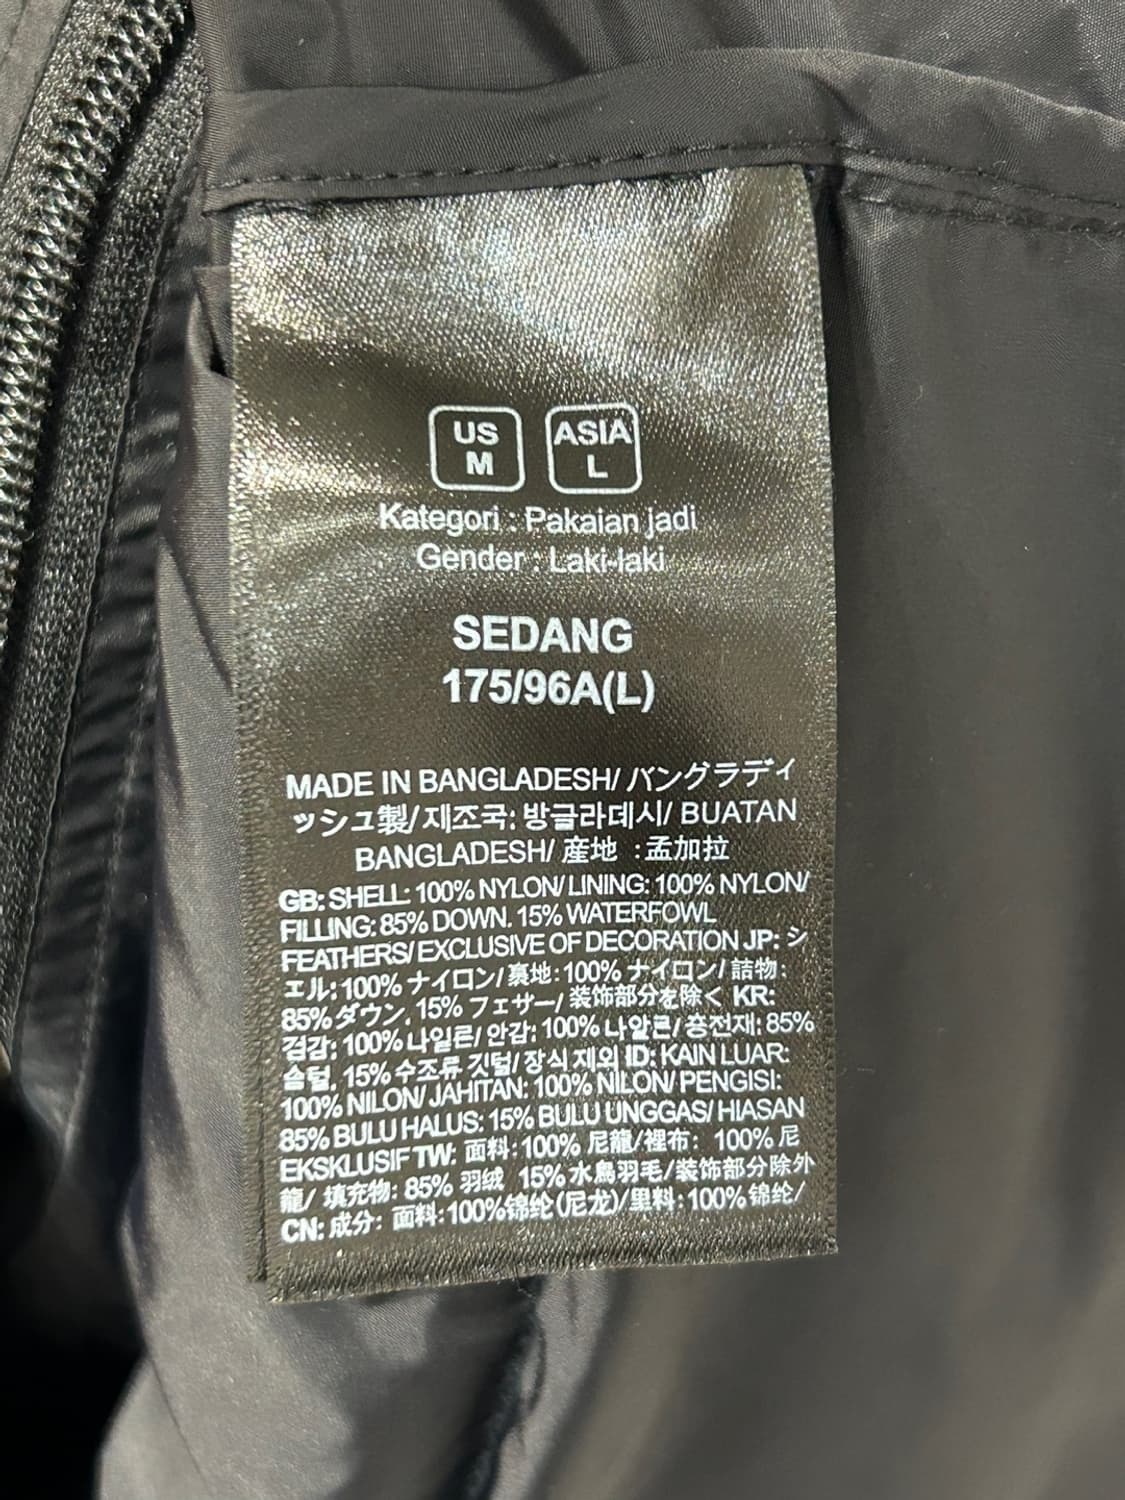 US
M
ASIA
L
Kategori : Pakaian jadi
Gender : Laki-laki
SEDANG
175/96A(L)
MADE IN BANGLADESH/ バングラディ
ッシュ製/제조국: 방글라데시/ BUATAN
BANGLADESH/ 産地 :孟加拉
GB: SHELL: 100% NYLON/ LINING: 100% NYLON/
FILLING: 85% DOWN. 15% WATERFOWL
FEATHERS/ EXCLUSIVE OF DECORATION JP: シ
ェル: 100% ナイロン/ 裏地: 100% ナイロン/ 詰物:
85% ダウン. 15% フェザー/ 装飾部分を除く KR:
겉감: 100% 나일론/ 안감: 100% 나일론/ 충전재: 85%
솜털. 15% 수조류 깃털/ 장식 제외 ID: KAIN LUAR:
100% NILON/ JAHITAN: 100% NILON/ PENGISI:
85% BULU HALUS: 15% BULU UNGGAS/ HIASAN
EKSKLUSIF TW: 面料: 100% 尼龍/裡布: 100% 尼
龍/ 填充物: 85% 羽绒 15% 水鳥羽毛/装饰部分除外
CN: 成分: 面料:100%锦纶(尼龙)/里料:100%锦纶/